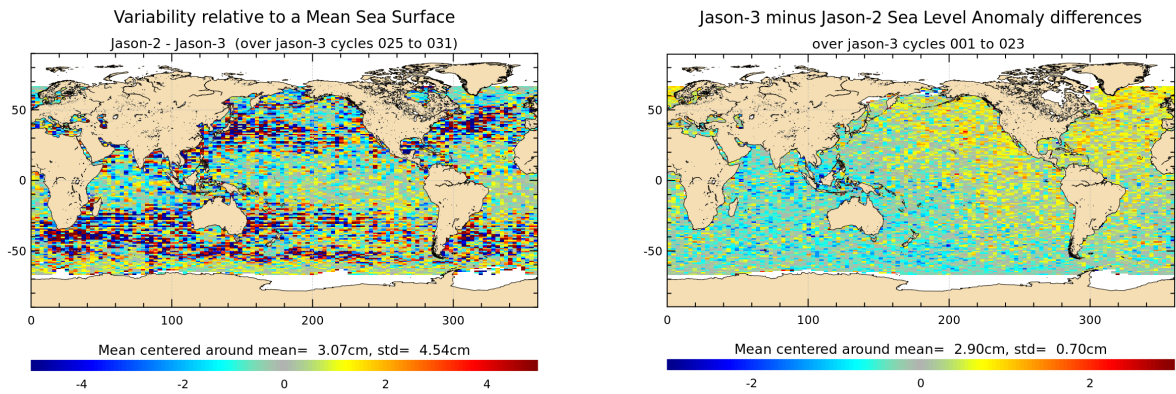 Variability relative to a Mean Sea Surface
Jason-2 - Jason-3 (over jason-3 cycles 025 to 031)
50
0
-50
0 100 200 300
Mean centered around mean= 3.07cm, std= 4.54cm
-4 -2 0 2 4
Jason-3 minus Jason-2 Sea Level Anomaly differences
over jason-3 cycles 001 to 023
50
0
-50
0 100 200 300
Mean centered around mean= 2.90cm, std= 0.70cm
-2 0 2